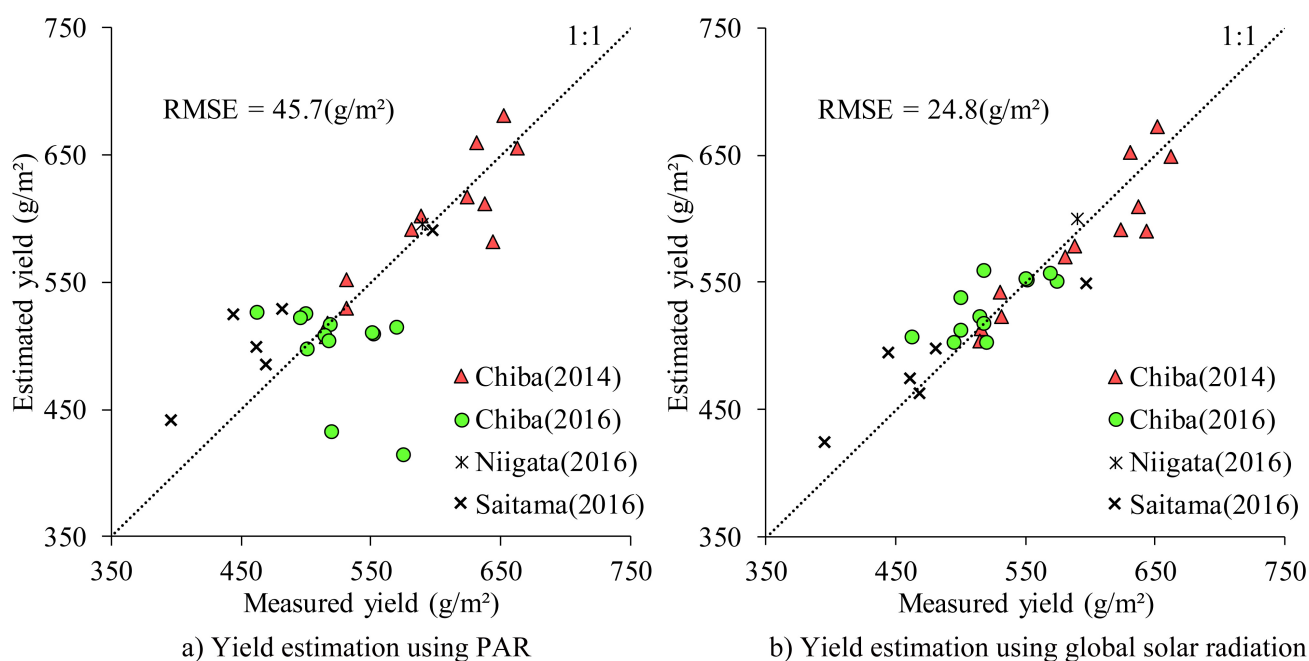 750
650
550
450
350
350 450 550 650 750
Estimated yield (g/m²)
Measured yield (g/m²)
1:1
RMSE = 45.7(g/m²)
Chiba(2014)
Chiba(2016)
Niigata(2016)
Saitama(2016)
a) Yield estimation using PAR
750
650
550
450
350
350 450 550 650 750
Estimated yield (g/m²)
Measured yield (g/m²)
1:1
RMSE = 24.8(g/m²)
Chiba(2014)
Chiba(2016)
Niigata(2016)
Saitama(2016)
b) Yield estimation using global solar radiation